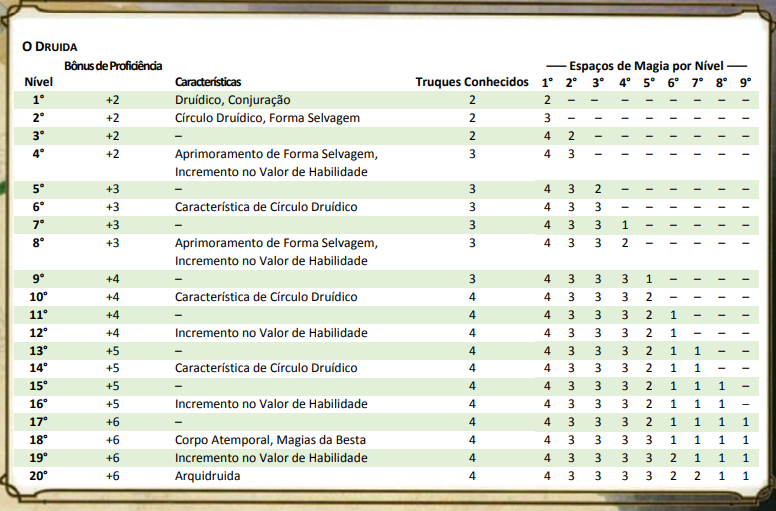 O DRUIDA
Bônus de Proficiência — Espaços de Magia por Nível —
Nível Características Truques Conhecidos 1° 2° 3° 4° 5° 6° 7° 8° 9°
1° +2 Druídico, Conjuração 2 2 – – – – – – – –
2° +2 Círculo Druídico, Forma Selvagem 2 3 – – – – – – – –
3° +2 – 2 4 2 – – – – – – –
4° +2 Aprimoramento de Forma Selvagem, 3 4 3 – – – – – – –
Incremento no Valor de Habilidade
5° +3 – 3 4 3 2 – – – – – –
6° +3 Característica de Círculo Druídico 3 4 3 3 – – – – – –
7° +3 – 3 4 3 3 1 – – – – –
8° +3 Aprimoramento de Forma Selvagem, 3 4 3 3 2 – – – – –
Incremento no Valor de Habilidade
9° +4 – 3 4 3 3 3 1 – – – –
10° +4 Característica de Círculo Druídico 4 4 3 3 3 2 – – – –
11° +4 – 4 4 3 3 3 2 1 – – –
12° +4 Incremento no Valor de Habilidade 4 4 3 3 3 2 1 – – –
13° +5 – 4 4 3 3 3 2 1 1 – –
14° +5 Característica de Círculo Druídico 4 4 3 3 3 2 1 1 – –
15° +5 – 4 4 3 3 3 2 1 1 1 –
16° +5 Incremento no Valor de Habilidade 4 4 3 3 3 2 1 1 1 –
17° +6 – 4 4 3 3 3 2 1 1 1 1
18° +6 Corpo Atemporal, Magias da Besta 4 4 3 3 3 3 1 1 1 1
19° +6 Incremento no Valor de Habilidade 4 4 3 3 3 3 2 1 1 1
20° +6 Arquidruida 4 4 3 3 3 3 2 2 1 1